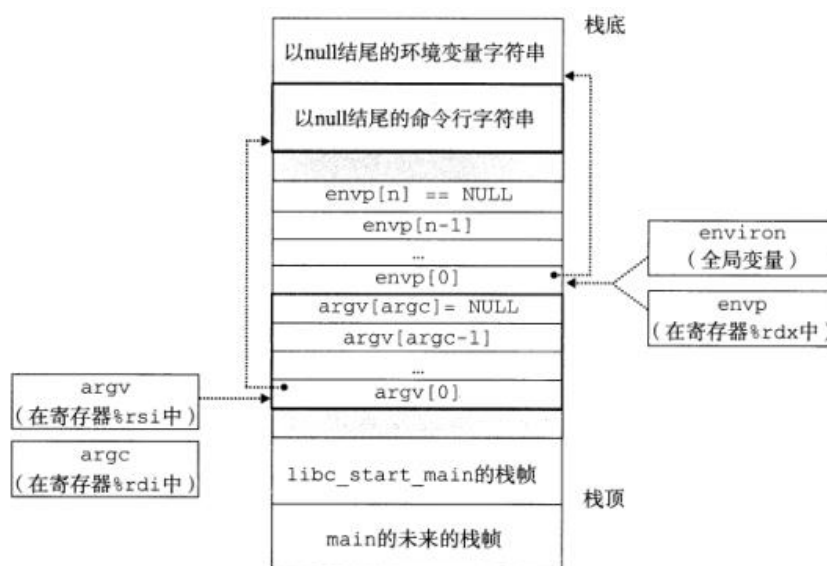 栈底
以null结尾的环境变量字符串
以null结尾的命令行字符串
envp[n] == NULL
envp[n-1]
…
envp[0]
argv[argc]= NULL
argv[argc-1]
…
argv[0]
environ
(全局变量)
envp
(在寄存器%rdx中)
argv
(在寄存器%rsi中)
argc
(在寄存器%rdi中)
libc_start_main的栈帧
栈顶
main的未来的栈帧